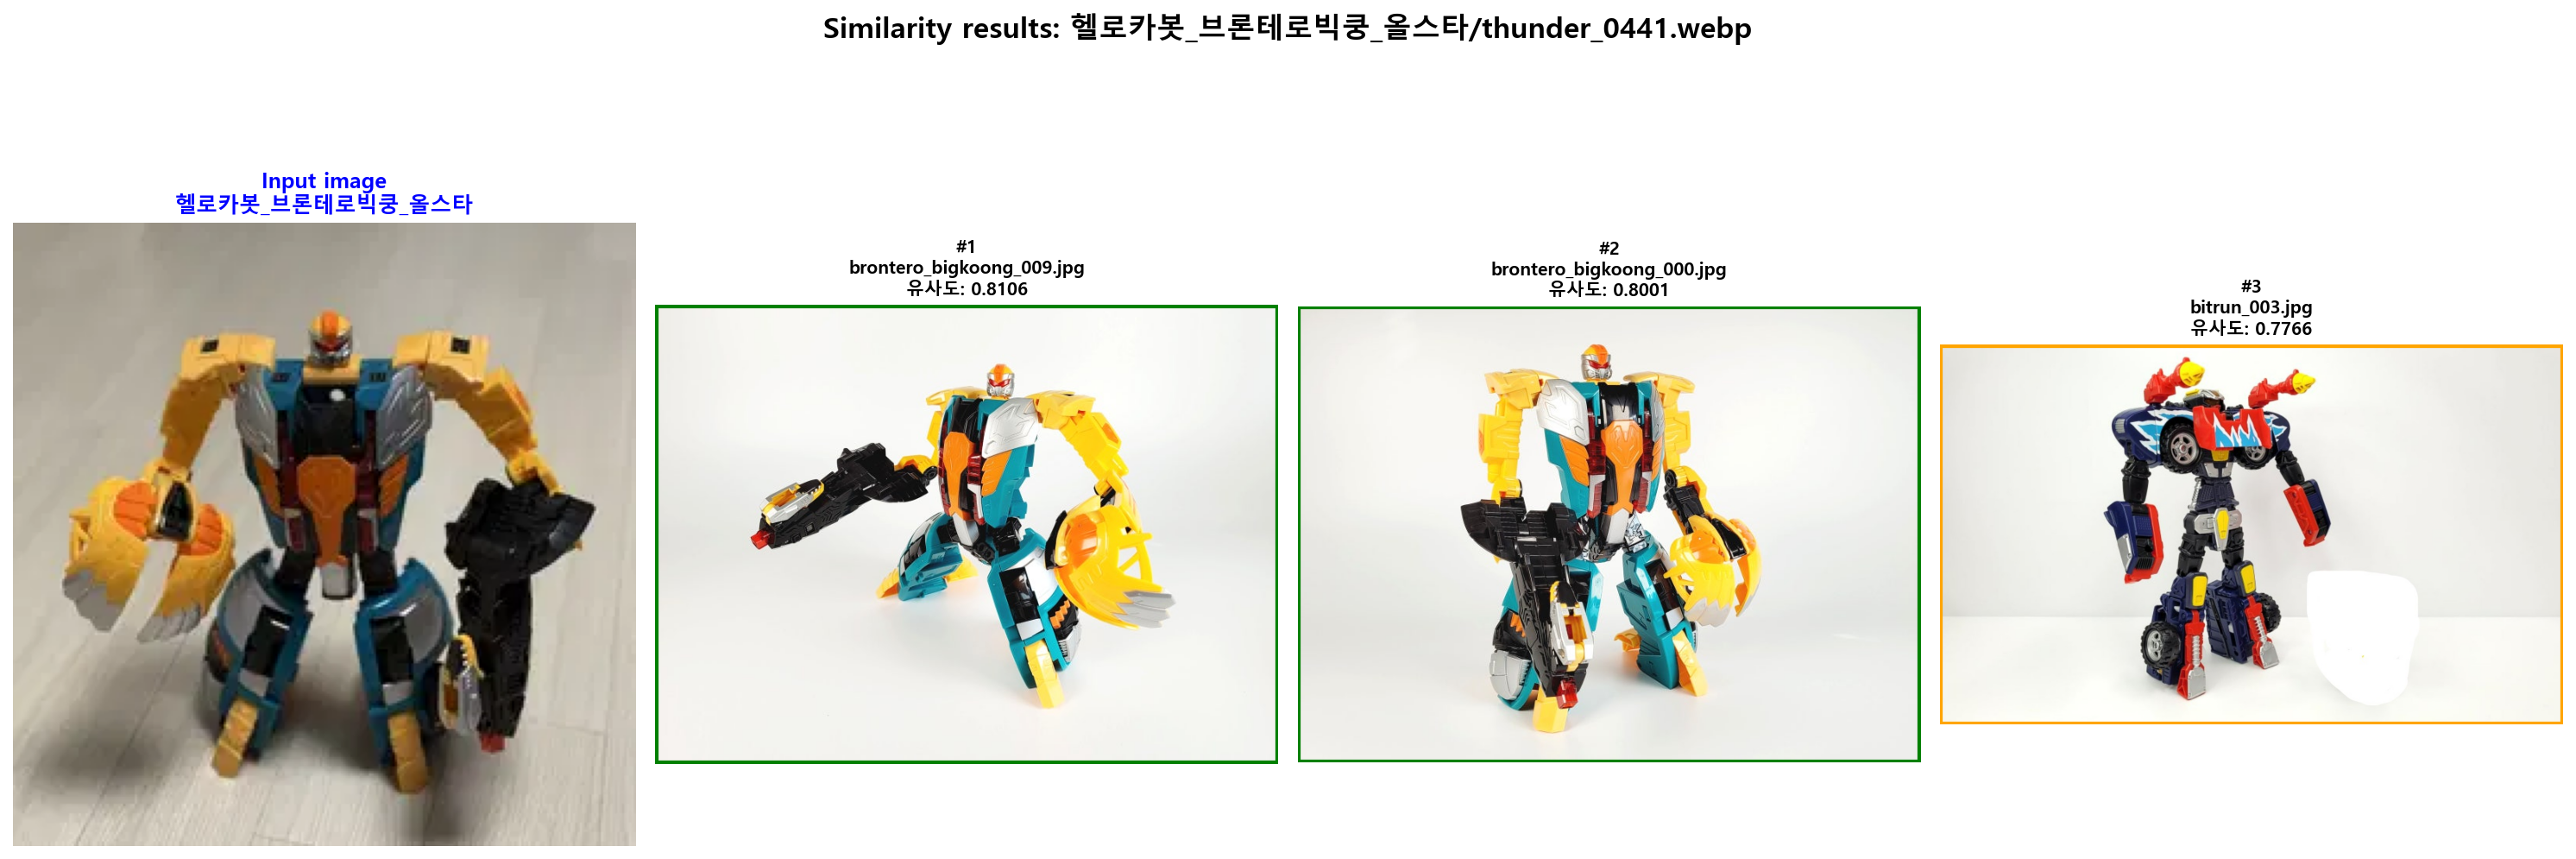 Similarity results: 헬로카봇_브론테로빅쿵_올스타/thunder_0441.webp
Input image
헬로카봇_브론테로빅쿵_올스타
#1
brontero_bigkoong_009.jpg
유사도: 0.8106
#2
brontero_bigkoong_000.jpg
유사도: 0.8001
#3
bitrun_003.jpg
유사도: 0.7766